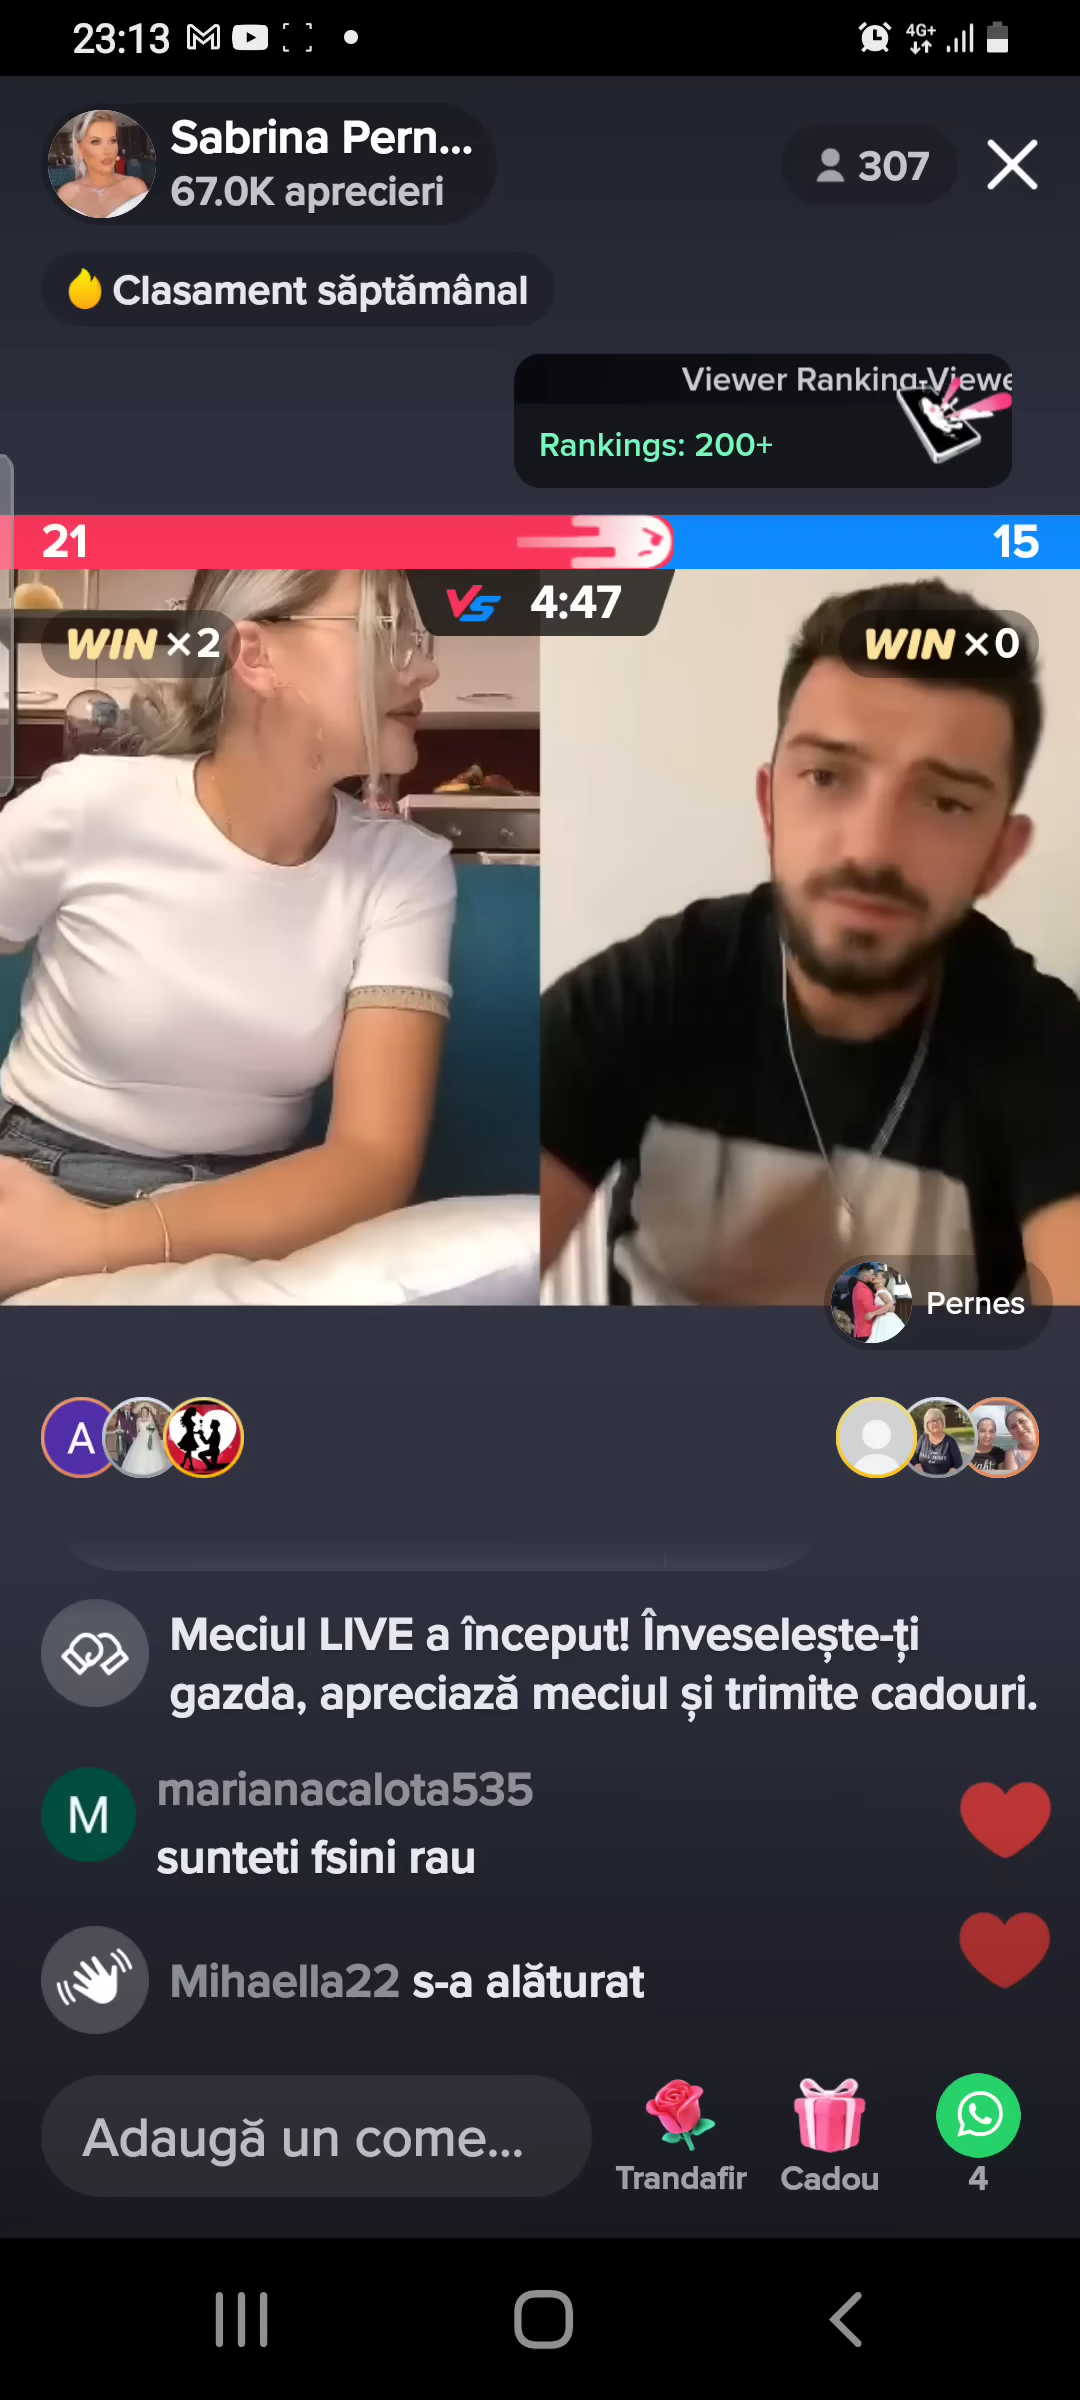 23:13
4G+
Sabrina Pern...
67.0K aprecieri
307
Clasament săptămânal
Viewer Ranking·Viewe
Rankings: 200+
21
15
VS 4:47
WIN ×2
WIN ×0
Pernes
A
Meciul LIVE a început! Înveselește-ți
gazda, apreciază meciul și trimite cadouri.
M
marianacalota535
sunteti fsini rau
Mihaella22 s-a alăturat
Adaugă un come...
Trandafir
Cadou
4